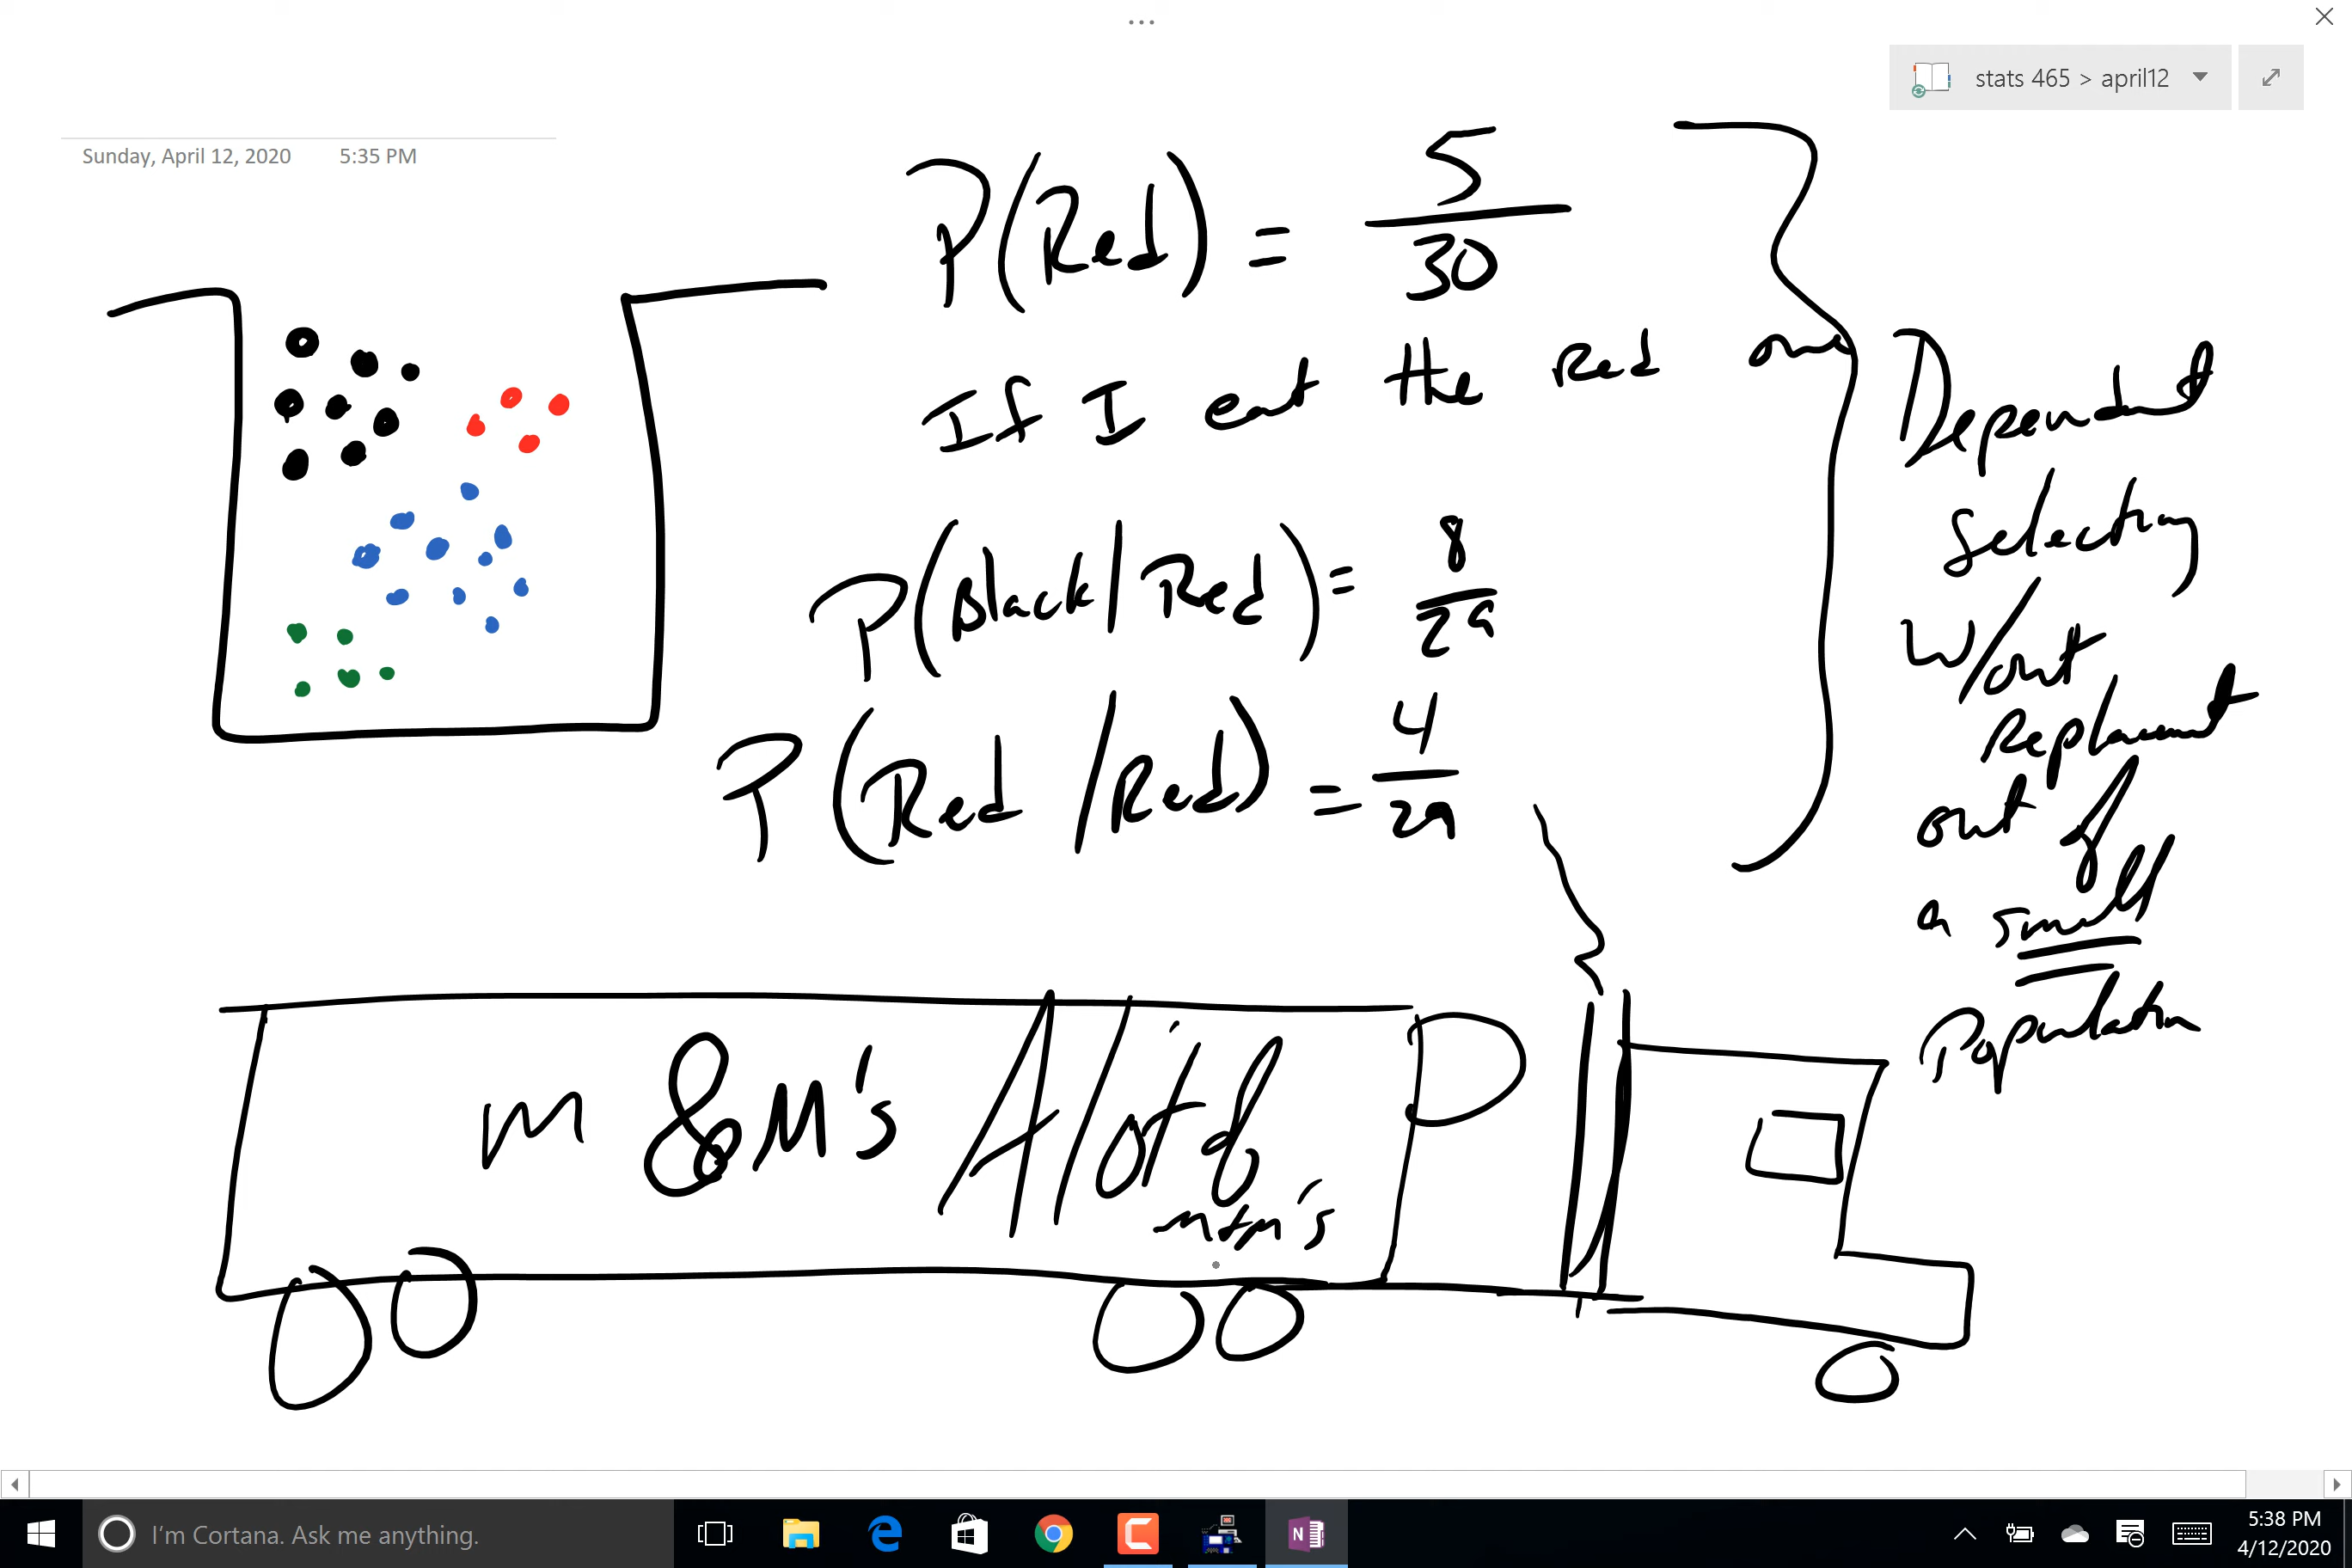 stats 465 > april12
Sunday, April 12, 2020 5:35 PM
P(Red) = 5/30
If I eat the Red one
P(Black/Red) = 8/29
P(Red/Red) = 4/29
Dependent
Selecting
w/out
Replacement
out of
a small
Population
m &M's A lot of
m+m's
I'm Cortana. Ask me anything.
5:38 PM
4/12/2020